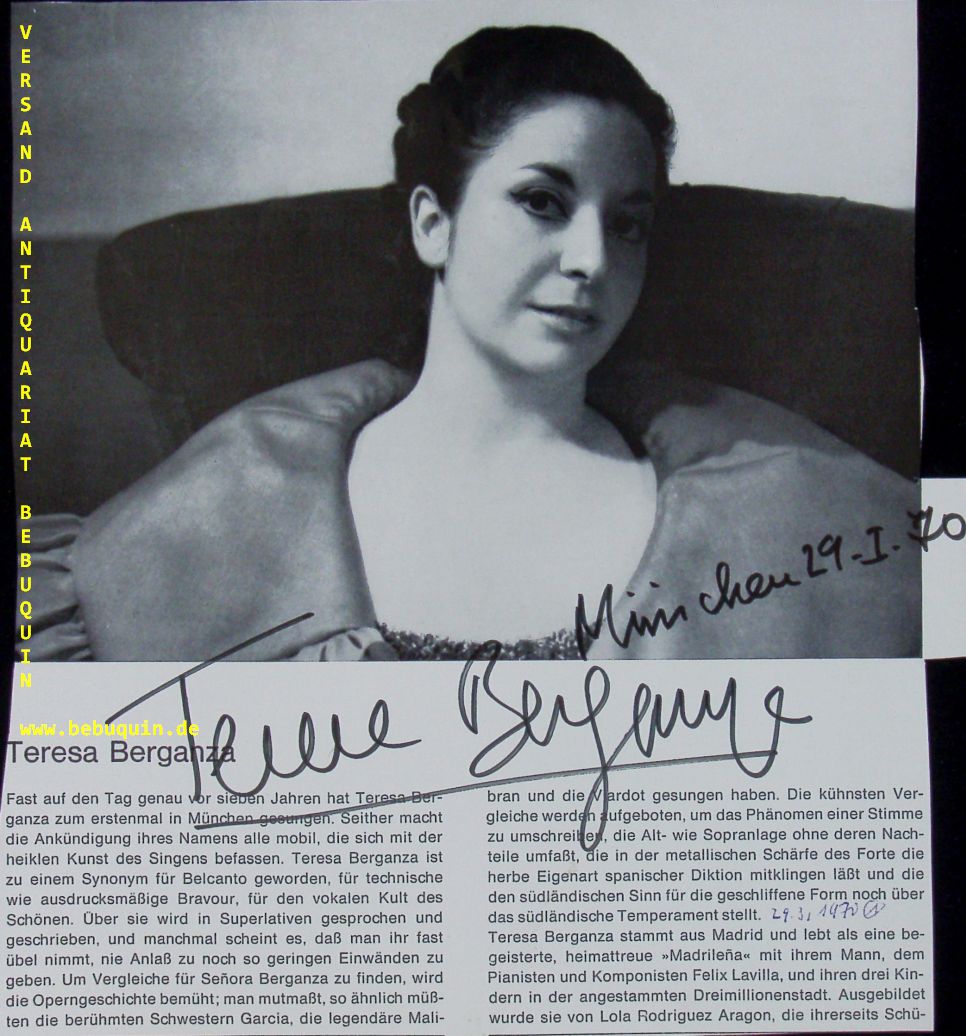 VERSAND ANTIQUARIAT BEBUQUIN
www.bebuquin.de
München 29-I.70
Teresa Berganza
Teresa Berganza
Fast auf den Tag genau vor sieben Jahren hat Teresa Ber-
ganza zum erstenmal in München gesungen. Seither macht
die Ankündigung ihres Namens alle mobil, die sich mit der
heiklen Kunst des Singens befassen. Teresa Berganza ist
zu einem Synonym für Belcanto geworden, für technische
wie ausdrucksmäßige Bravour, für den vokalen Kult des
Schönen. Über sie wird in Superlativen gesprochen und
geschrieben, und manchmal scheint es, daß man ihr fast
übel nimmt, nie Anlaß zu noch so geringen Einwänden zu
geben. Um Vergleiche für Señora Berganza zu finden, wird
die Operngeschichte bemüht; man mutmaßt, so ähnlich müß-
ten die berühmten Schwestern Garcia, die legendäre Mali-
bran und die Viardot gesungen haben. Die kühnsten Ver-
gleiche werden aufgeboten, um das Phänomen einer Stimme
zu umschreiben, die Alt- wie Sopranlage ohne deren Nach-
teile umfaßt, die in der metallischen Schärfe des Forte die
herbe Eigenart spanischer Diktion mitklingen läßt und die
den südländischen Sinn für die geschliffene Form noch über
das südländische Temperament stellt. 29.3.1970
Teresa Berganza stammt aus Madrid und lebt als eine be-
geisterte, heimattreue »Madrileña« mit ihrem Mann, dem
Pianisten und Komponisten Felix Lavilla, und ihren drei Kin-
dern in der angestammten Dreimillionenstadt. Ausgebildet
wurde sie von Lola Rodriguez Aragon, die ihrerseits Schü-